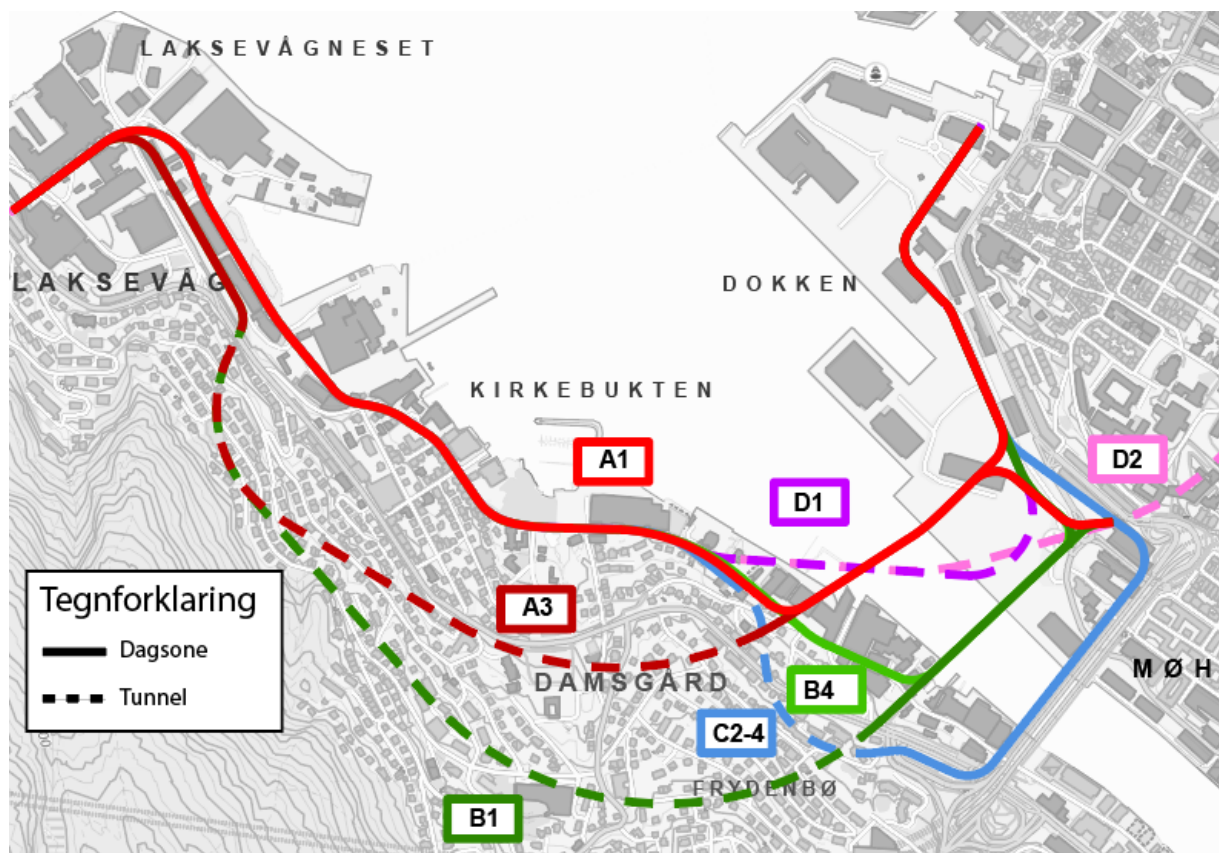 LAKSEVÅGNESET
LAKSEVÅG
DOKKEN
KIRKEBUKTEN
A1
D2
D1
Tegnforklaring
Dagsone
Tunnel
A3
DAMSGÅRD
MØH
B4
C2-4
FRYDENBØ
B1